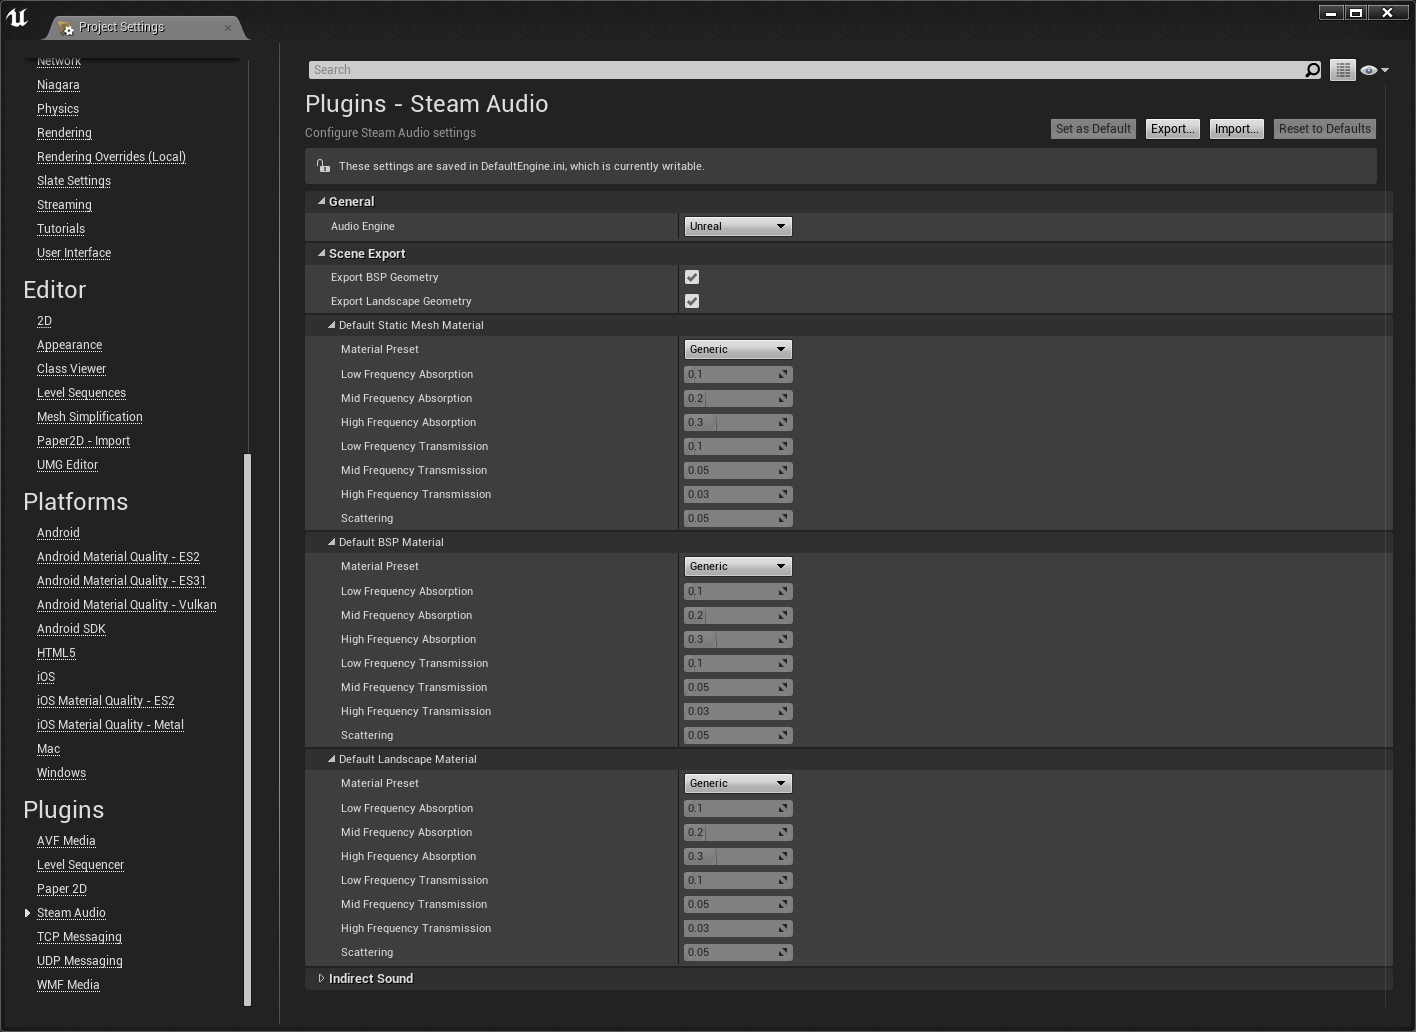 Project Settings
Network
Niagara
Physics
Rendering
Rendering Overrides (Local)
Slate Settings
Streaming
Tutorials
User Interface
Editor
2D
Appearance
Class Viewer
Level Sequences
Mesh Simplification
Paper2D - Import
UMG Editor
Platforms
Android
Android Material Quality - ES2
Android Material Quality - ES31
Android Material Quality - Vulkan
Android SDK
HTML5
iOS
iOS Material Quality - ES2
iOS Material Quality - Metal
Mac
Windows
Plugins
AVF Media
Level Sequencer
Paper 2D
Steam Audio
TCP Messaging
UDP Messaging
WMF Media
Search
Plugins - Steam Audio
Configure Steam Audio settings
Set as Default Export... Import... Reset to Defaults
These settings are saved in DefaultEngine.ini, which is currently writable.
General
Audio Engine Unreal
Scene Export
Export BSP Geometry
Export Landscape Geometry
Default Static Mesh Material
Material Preset Generic
Low Frequency Absorption 0.1
Mid Frequency Absorption 0.2
High Frequency Absorption 0.3
Low Frequency Transmission 0.1
Mid Frequency Transmission 0.05
High Frequency Transmission 0.03
Scattering 0.05
Default BSP Material
Material Preset Generic
Low Frequency Absorption 0.1
Mid Frequency Absorption 0.2
High Frequency Absorption 0.3
Low Frequency Transmission 0.1
Mid Frequency Transmission 0.05
High Frequency Transmission 0.03
Scattering 0.05
Default Landscape Material
Material Preset Generic
Low Frequency Absorption 0.1
Mid Frequency Absorption 0.2
High Frequency Absorption 0.3
Low Frequency Transmission 0.1
Mid Frequency Transmission 0.05
High Frequency Transmission 0.03
Scattering 0.05
Indirect Sound